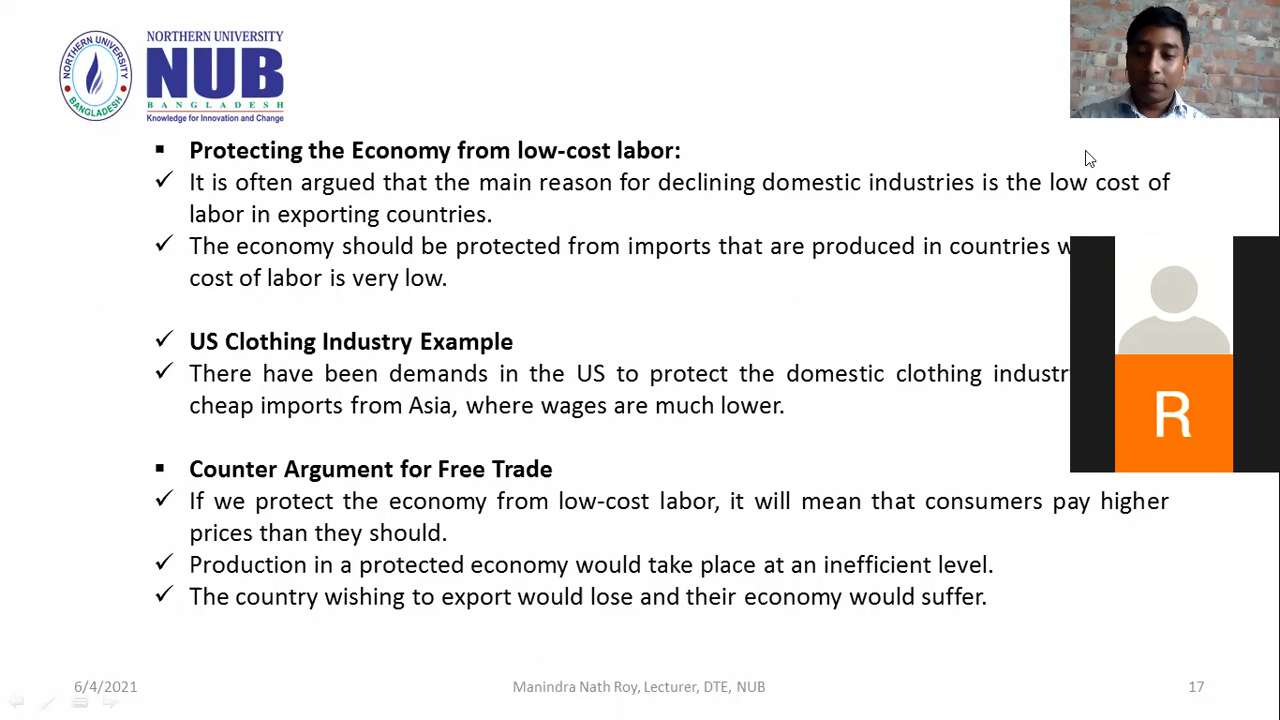 NORTHERN UNIVERSITY
NUB
BANGLADESH
Knowledge for Innovation and Change
NORTHERN UNIVERSITY
BANGLADESH
Protecting the Economy from low-cost labor:
It is often argued that the main reason for declining domestic industries is the low cost of
labor in exporting countries.
The economy should be protected from imports that are produced in countries
cost of labor is very low.
US Clothing Industry Example
There have been demands in the US to protect the domestic clothing industry
cheap imports from Asia, where wages are much lower.
R
Counter Argument for Free Trade
If we protect the economy from low-cost labor, it will mean that consumers pay higher
prices than they should.
Production in a protected economy would take place at an inefficient level.
The country wishing to export would lose and their economy would suffer.
6/4/2021 Manindra Nath Roy, Lecturer, DTE, NUB 17